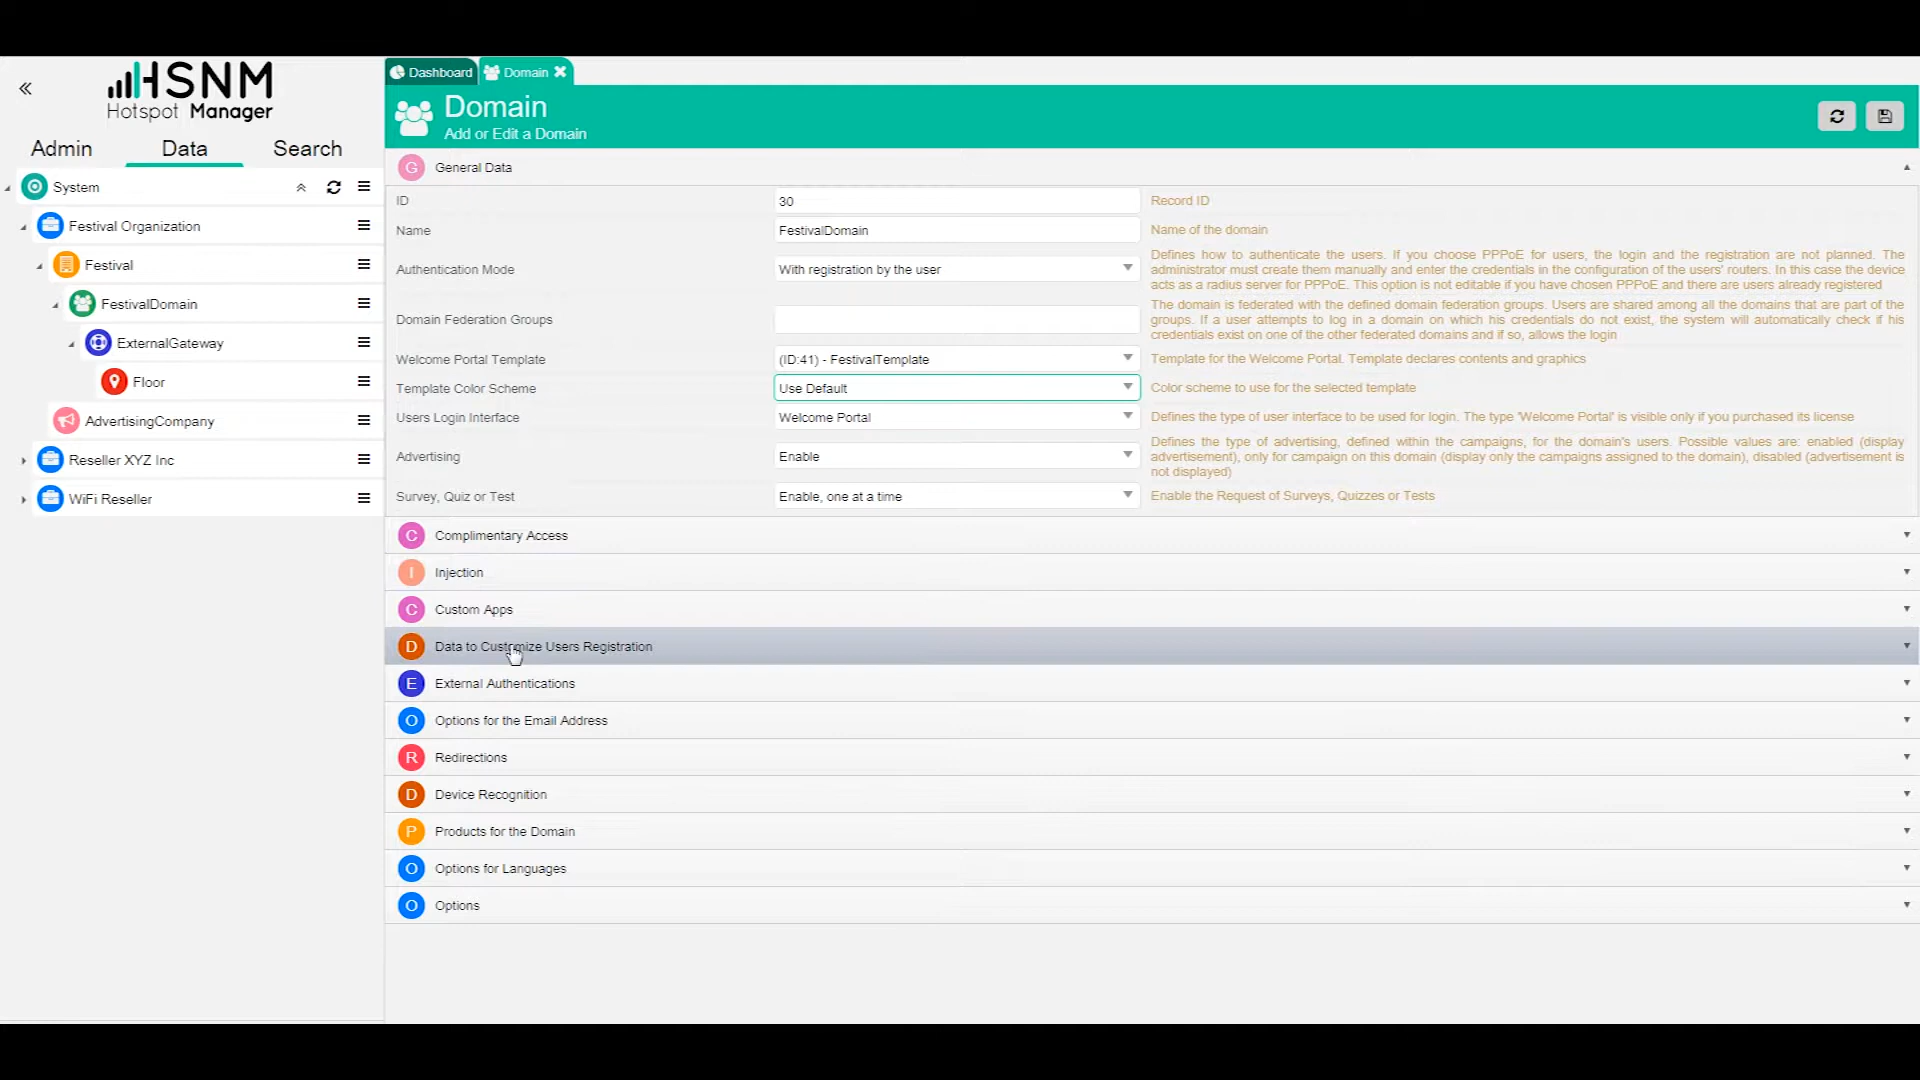 HSNM
Hotspot Manager
Admin
Data
Search
System
Festival Organization
Festival
FestivalDomain
ExternalGateway
Floor
AdvertisingCompany
Reseller XYZ Inc
WiFi Reseller
Dashboard
Domain
Domain
Add or Edit a Domain
G General Data
ID
30
Record ID
Name
FestivalDomain
Name of the domain
Authentication Mode
With registration by the user
Defines how to authenticate the users. If you choose PPPoE for users, the login and the registration are not planned. The
administrator must create them manually and enter the credentials in the configuration of the users' routers. In this case the device
acts as a radius server for PPPoE. This option is not editable if you have chosen PPPoE and there are users already registered
Domain Federation Groups
The domain is federated with the defined domain federation groups. Users are shared among all the domains that are part of the
groups. If a user attempts to log in a domain on which his credentials do not exist, the system will automatically check if his
credentials exist on one of the other federated domains and if so, allows the login
Welcome Portal Template
(ID:41) - FestivalTemplate
Template for the Welcome Portal. Template declares contents and graphics
Template Color Scheme
Use Default
Color scheme to use for the selected template
Users Login Interface
Welcome Portal
Defines the type of user interface to be used for login. The type 'Welcome Portal' is visible only if you purchased its license
Advertising
Enable
Defines the type of advertising, defined within the campaigns, for the domain's users. Possible values are: enabled (display
advertisement), only for campaign on this domain (display only the campaigns assigned to the domain), disabled (advertisement is
not displayed)
Survey, Quiz or Test
Enable, one at a time
Enable the Request of Surveys, Quizzes or Tests
C Complimentary Access
I Injection
C Custom Apps
D Data to Customize Users Registration
E External Authentications
O Options for the Email Address
R Redirections
D Device Recognition
P Products for the Domain
O Options for Languages
O Options